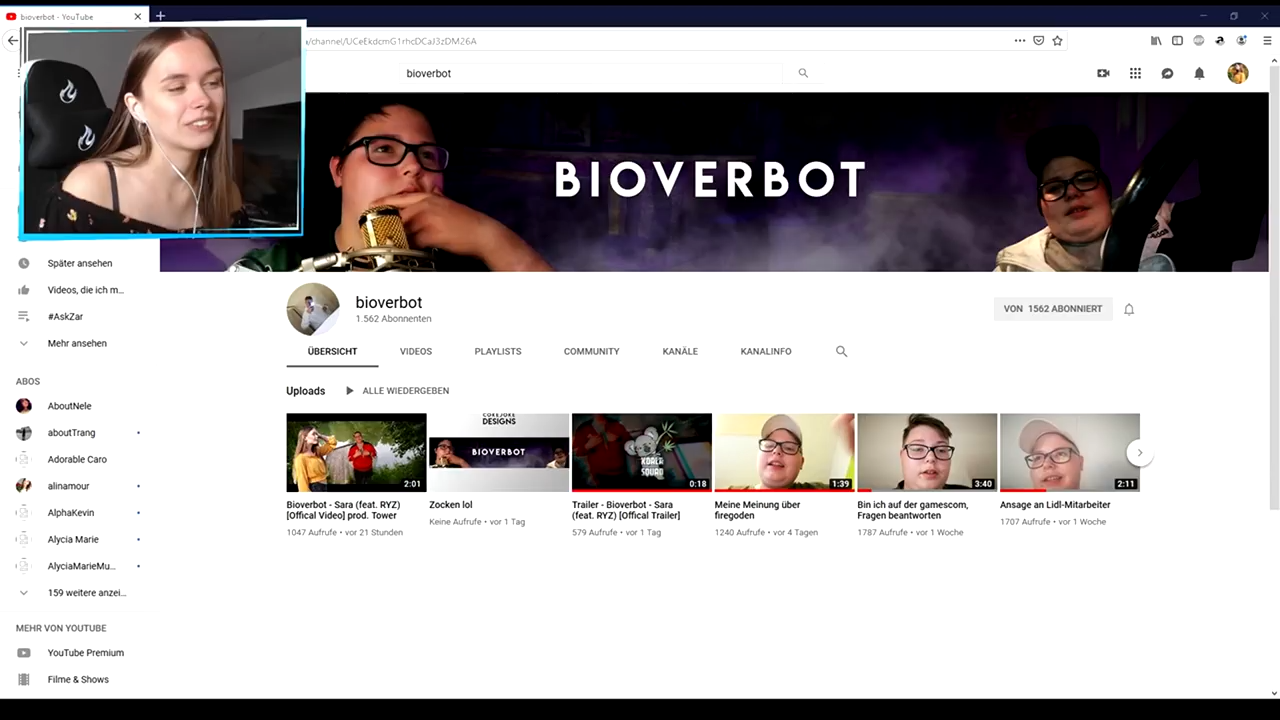 bioverbot - YouTube
/channel/UCeEkdcmG1rhcDCaJ3zDM26A
bioverbot
BIOVERBOT
Später ansehen
Videos, die ich m...
#AskZar
Mehr ansehen
ABOS
AboutNele
aboutTrang
Adorable Caro
alinamour
AlphaKevin
Alycia Marie
AlyciaMarieMu...
159 weitere anzei...
MEHR VON YOUTUBE
YouTube Premium
Filme & Shows
bioverbot
1.562 Abonnenten
VON 1562 ABONNIERT
ÜBERSICHT VIDEOS PLAYLISTS COMMUNITY KANÄLE KANALINFO
Uploads ALLE WIEDERGEBEN
2:01
COREJOKE
DESIGNS
BIOVERBOT
KOALA
SQUAD
0:18
1:39
3:40
2:11
Bioverbot - Sara (feat. RYZ)
[Offical Video] prod. Tower
1047 Aufrufe • vor 21 Stunden
Zocken lol
Keine Aufrufe • vor 1 Tag
Trailer - Bioverbot - Sara
(feat. RYZ) [Offical Trailer]
579 Aufrufe • vor 1 Tag
Meine Meinung über
firegoden
1240 Aufrufe • vor 4 Tagen
Bin ich auf der gamescom,
Fragen beantworten
1787 Aufrufe • vor 1 Woche
Ansage an Lidl-Mitarbeiter
1707 Aufrufe • vor 1 Woche